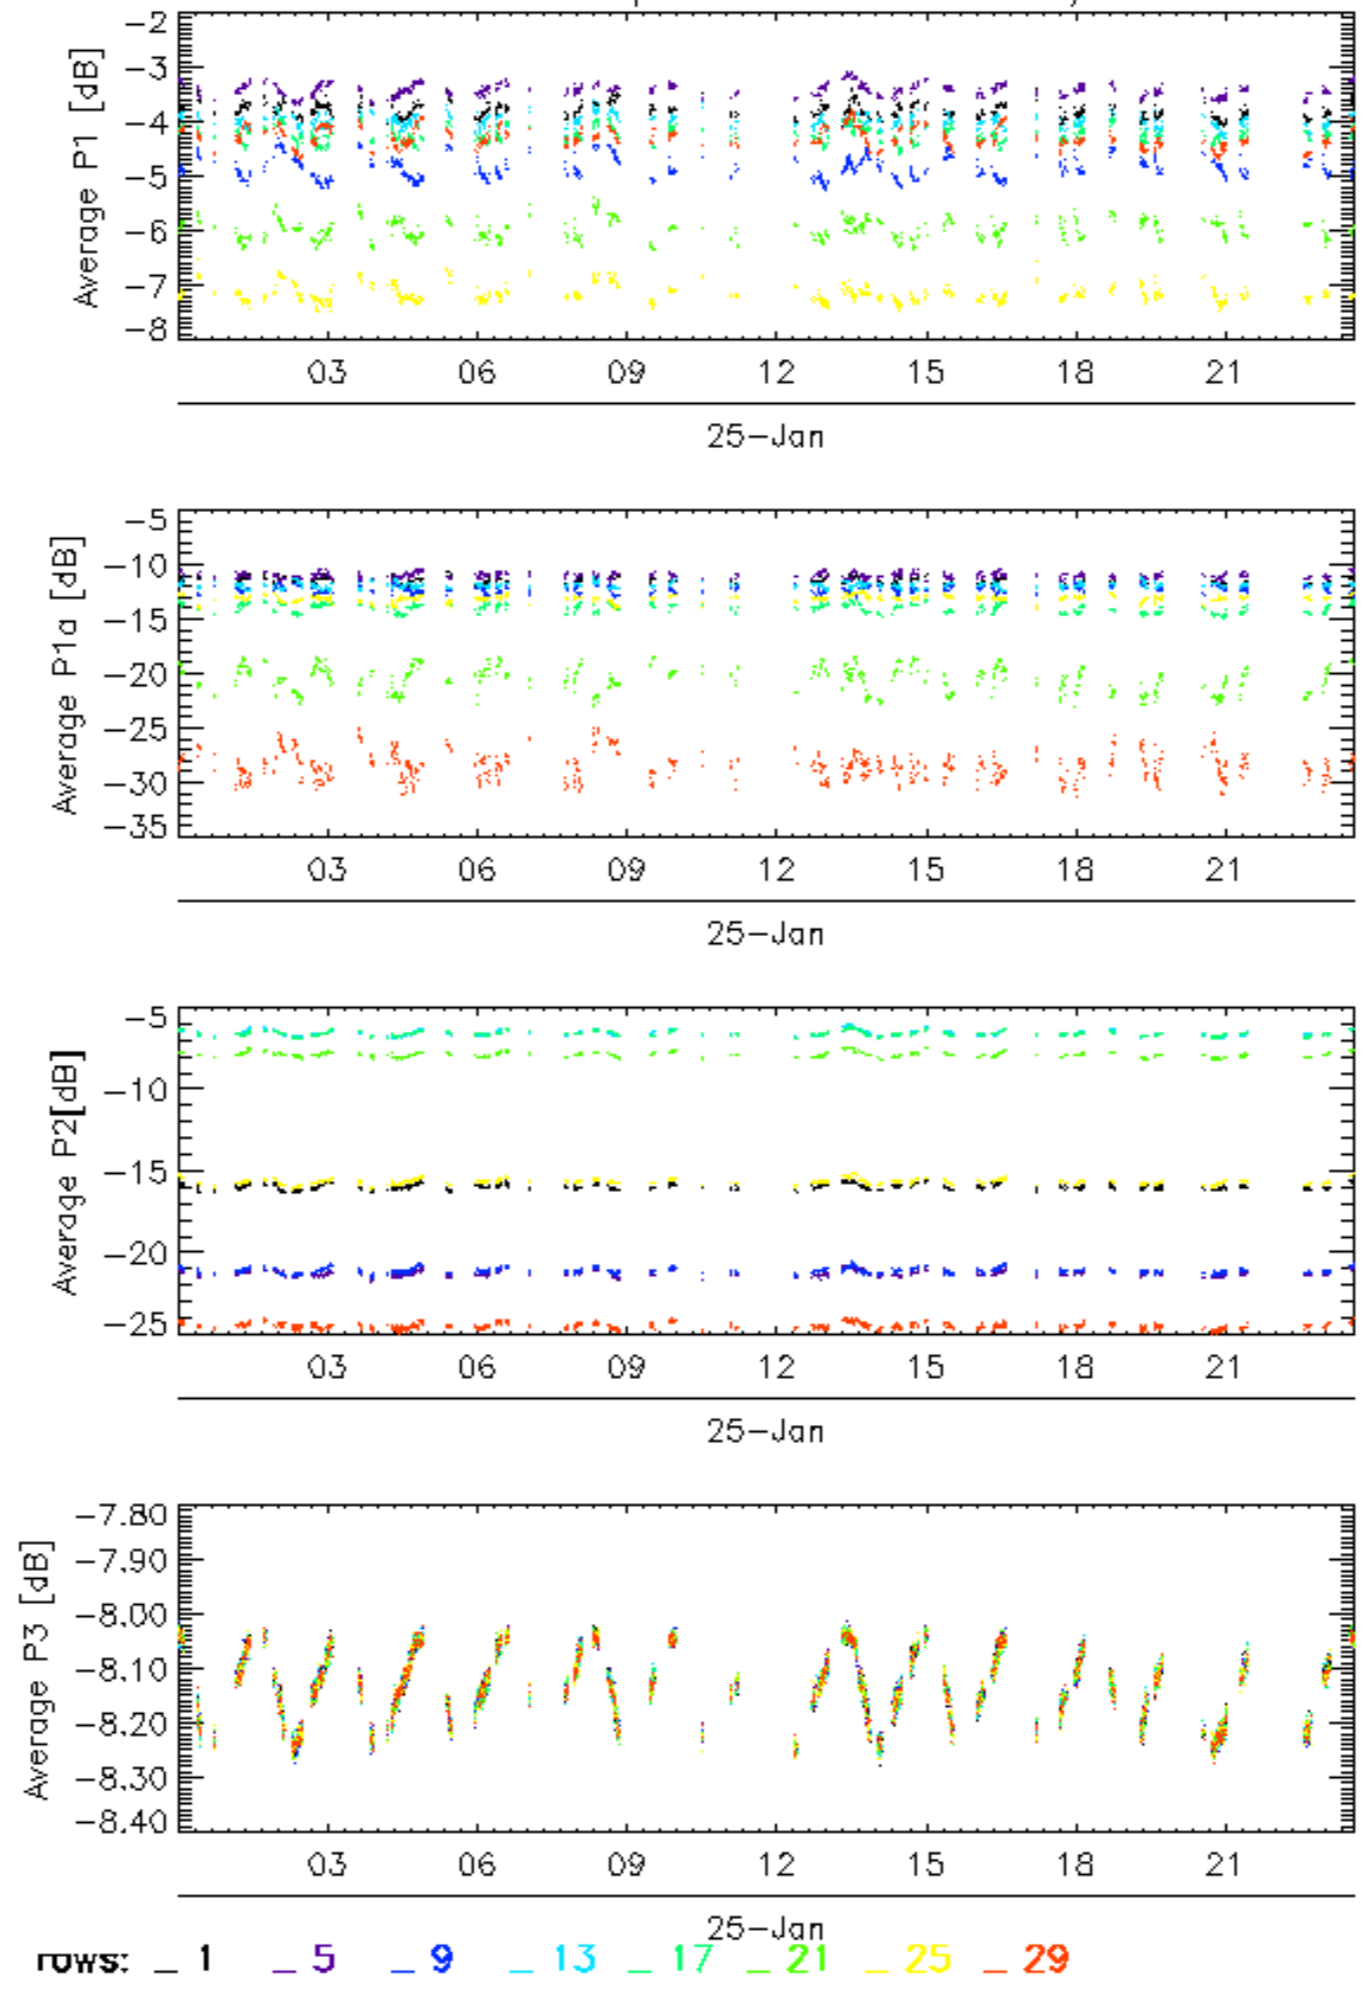 -2
-3
-4
-5
-6
-7
-8
Average P1 [dB]
03 06 09 12 15 18 21
25-Jan
-5
-10
-15
-20
-25
-30
-35
Average P1a [dB]
03 06 09 12 15 18 21
25-Jan
-5
-10
-15
-20
-25
Average P2[dB]
03 06 09 12 15 18 21
25-Jan
-7.80
-7.90
-8.00
-8.10
-8.20
-8.30
-8.40
Average P3 [dB]
03 06 09 12 15 18 21
25-Jan
rows: _ 1 _ 5 _ 9 _ 13 _ 17 _ 21 _ 25 _ 29